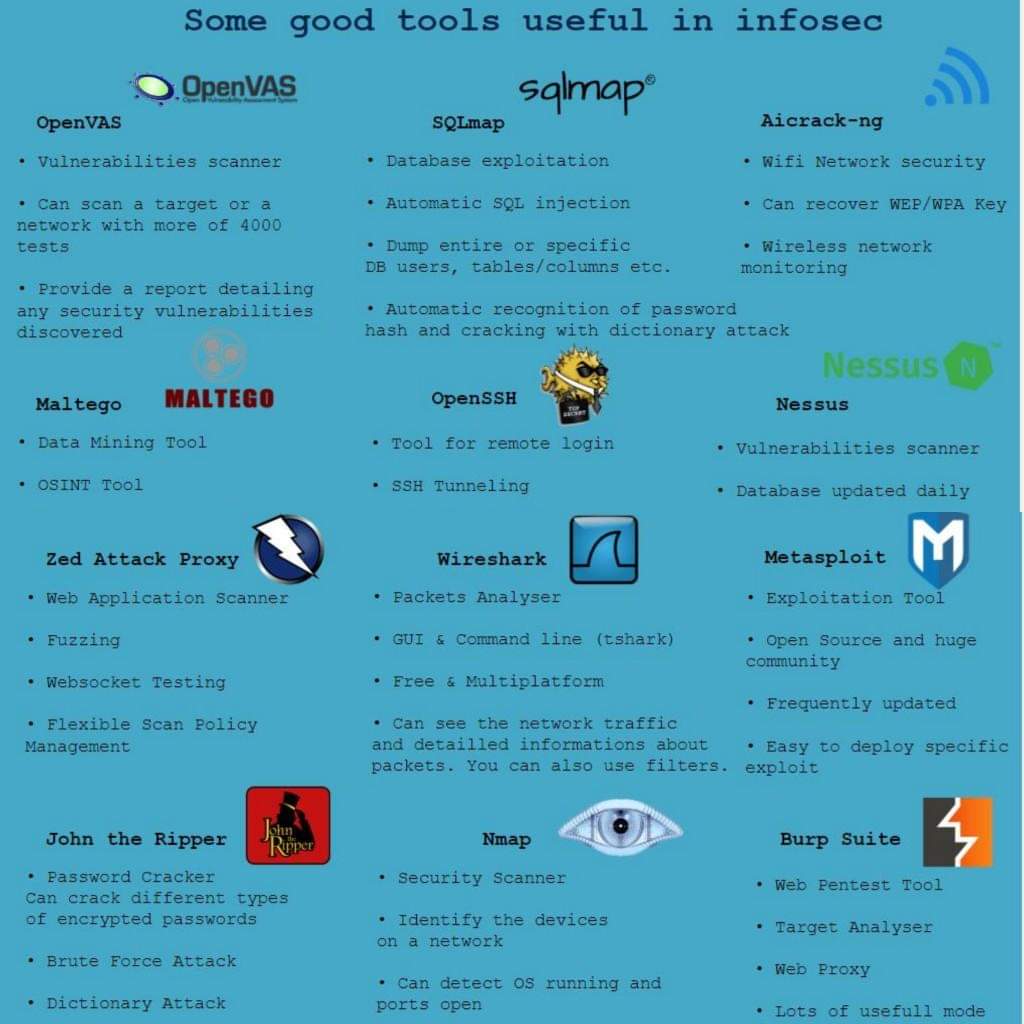 Some good tools useful in infosec
OpenVAS
Open Vulnerability Assessment System
OpenVAS
• Vulnerabilities scanner
• Can scan a target or a
network with more of 4000
tests
• Provide a report detailing
any security vulnerabilities
discovered
sqlmap®
SQLmap
• Database exploitation
• Automatic SQL injection
• Dump entire or specific
DB users, tables/columns etc.
• Automatic recognition of password
hash and cracking with dictionary attack
Aicrack-ng
• Wifi Network security
• Can recover WEP/WPA Key
• Wireless network
monitoring
MALTEGO
Maltego
• Data Mining Tool
• OSINT Tool
TOP
SECRET
OpenSSH
• Tool for remote login
• SSH Tunneling
Nessus N ™
Nessus
• Vulnerabilities scanner
• Database updated daily
Zed Attack Proxy
• Web Application Scanner
• Fuzzing
• Websocket Testing
• Flexible Scan Policy
Management
Wireshark
• Packets Analyser
• GUI & Command line (tshark)
• Free & Multiplatform
• Can see the network traffic
and detailled informations about
packets. You can also use filters.
M
Metasploit
• Exploitation Tool
• Open Source and huge
community
• Frequently updated
• Easy to deploy specific
exploit
John
the
Ripper
John the Ripper
• Password Cracker
Can crack different types
of encrypted passwords
• Brute Force Attack
• Dictionary Attack
Nmap
• Security Scanner
• Identify the devices
on a network
• Can detect OS running and
ports open
Burp Suite
• Web Pentest Tool
• Target Analyser
• Web Proxy
• Lots of usefull mode